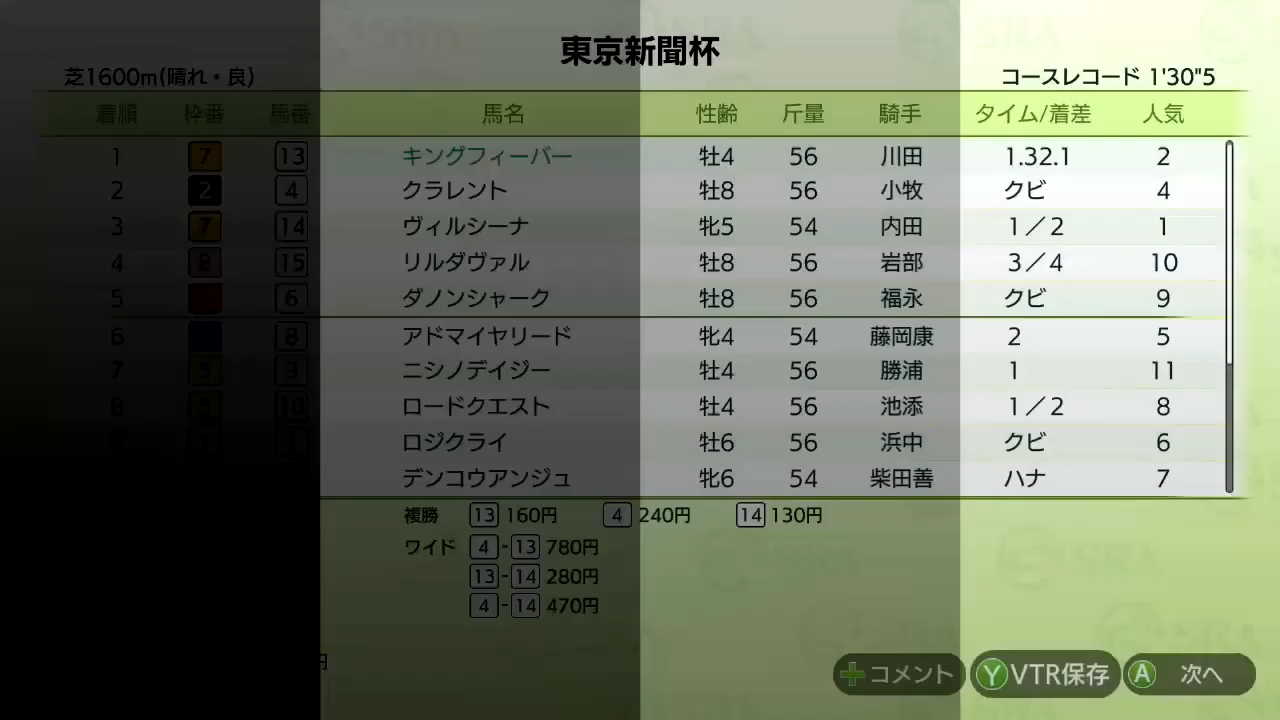 東京新聞杯
芝1600m(晴れ・良) コースレコード 1'30"5
着順 枠番 馬番 馬名 性齢 斤量 騎手 タイム/着差 人気
1 7 13 キングフィーバー 牡4 56 川田 1.32.1 2
2 2 4 クラレント 牡8 56 小牧 クビ 4
3 7 14 ヴィルシーナ 牝5 54 内田 1/2 1
4 8 15 リルダヴァル 牡8 56 岩部 3/4 10
5 6 ダノンシャーク 牡8 56 福永 クビ 9
6 8 アドマイヤリード 牝4 54 藤岡康 2 5
7 5 9 ニシノデイジー 牡4 56 勝浦 1 11
8 10 ロードクエスト 牡4 56 池添 1/2 8
ロジクライ 牡6 56 浜中 クビ 6
デンコウアンジュ 牝6 54 柴田善 ハナ 7
複勝 13 160円 4 240円 14 130円
ワイド 4-13 780円
13-14 280円
4-14 470円
円
コメント Y VTR保存 A 次へ